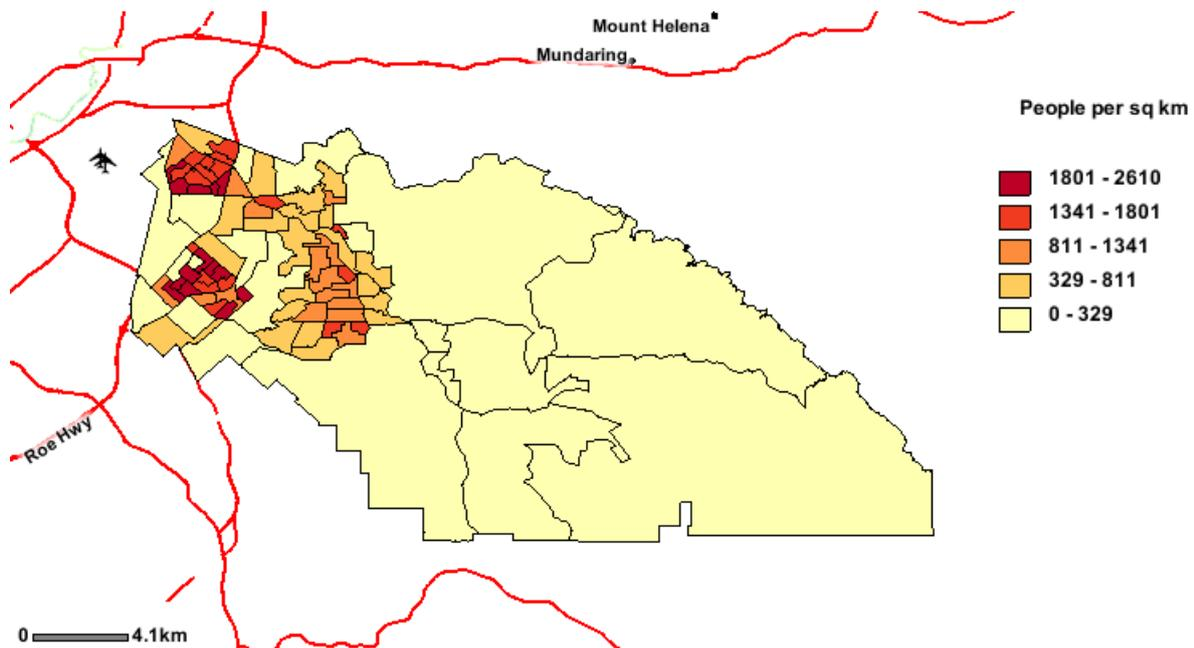 Mount Helena
Mundaring
People per sq km
1801 - 2610
1341 - 1801
811 - 1341
329 - 811
0 - 329
Roe Hwy
0 4.1km